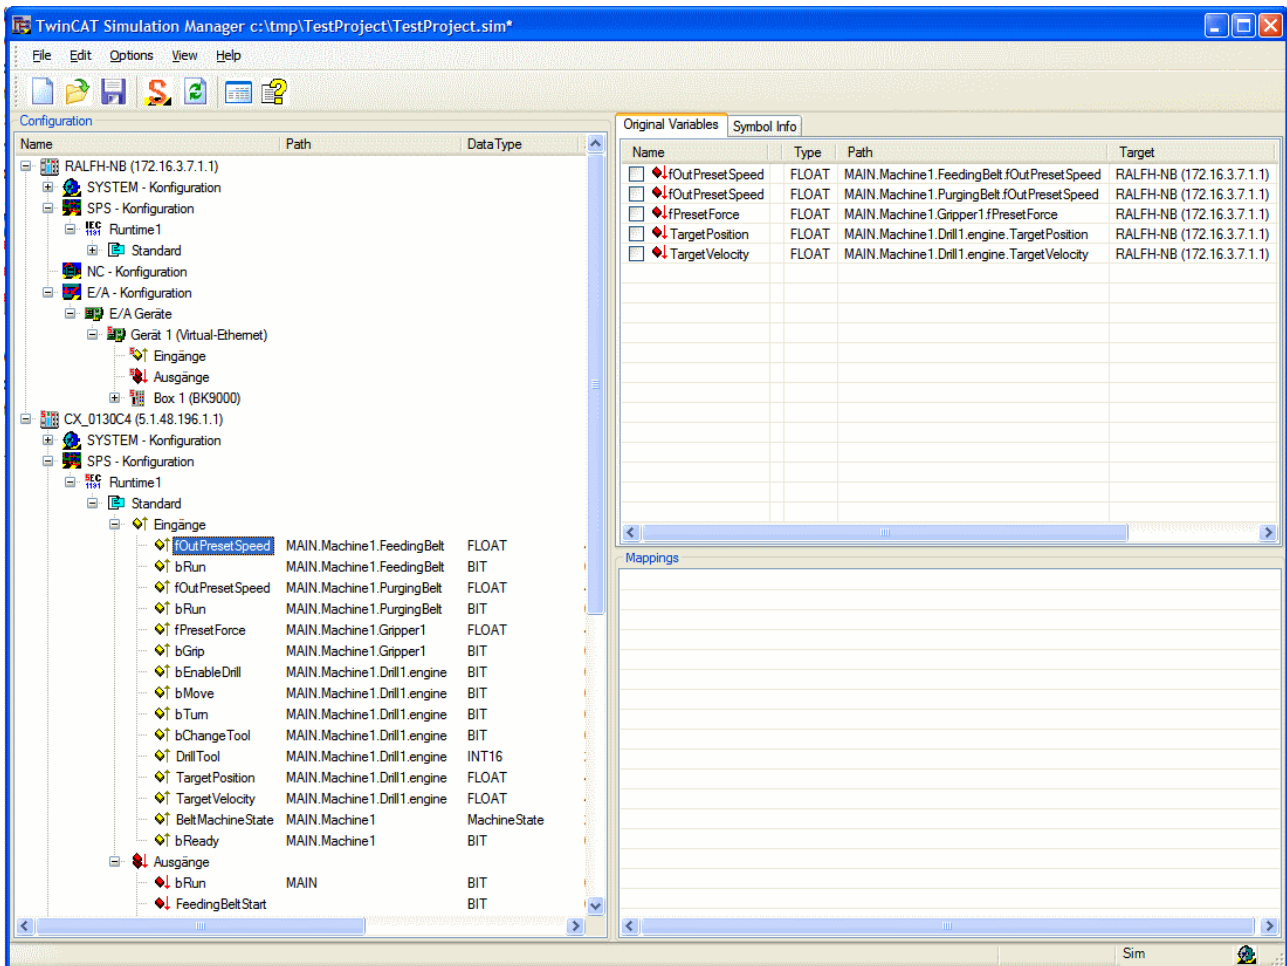 TwinCAT Simulation Manager c:\tmp\TestProject\TestProject.sim*
File Edit Options View Help
Configuration
Name Path DataType
RALFH-NB (172.16.3.7.1.1)
SYSTEM - Konfiguration
SPS - Konfiguration
IEC 1131 Runtime1
Standard
NC - Konfiguration
E/A - Konfiguration
E/A Geräte
Gerät 1 (Virtual-Ethernet)
Eingänge
Ausgänge
Box 1 (BK9000)
CX_0130C4 (5.1.48.196.1.1)
SYSTEM - Konfiguration
SPS - Konfiguration
Runtime1
Standard
Eingänge
fOutPresetSpeed MAIN.Machine1.FeedingBelt FLOAT
bRun MAIN.Machine1.FeedingBelt BIT
fOutPresetSpeed MAIN.Machine1.PurgingBelt FLOAT
bRun MAIN.Machine1.PurgingBelt BIT
fPresetForce MAIN.Machine1.Gripper1 FLOAT
bGrip MAIN.Machine1.Gripper1 BIT
bEnableDrill MAIN.Machine1.Drill1.engine BIT
bMove MAIN.Machine1.Drill1.engine BIT
bTurn MAIN.Machine1.Drill1.engine BIT
bChangeTool MAIN.Machine1.Drill1.engine BIT
DrillTool MAIN.Machine1.Drill1.engine INT16
TargetPosition MAIN.Machine1.Drill1.engine FLOAT
TargetVelocity MAIN.Machine1.Drill1.engine FLOAT
BeltMachineState MAIN.Machine1 MachineState
bReady MAIN.Machine1 BIT
Ausgänge
bRun MAIN BIT
FeedingBeltStart BIT
Original Variables Symbol Info
Name Type Path Target
fOutPresetSpeed FLOAT MAIN.Machine1.FeedingBelt.fOutPresetSpeed RALFH-NB (172.16.3.7.1.1)
fOutPresetSpeed FLOAT MAIN.Machine1.PurgingBelt.fOutPresetSpeed RALFH-NB (172.16.3.7.1.1)
fPresetForce FLOAT MAIN.Machine1.Gripper1.fPresetForce RALFH-NB (172.16.3.7.1.1)
TargetPosition FLOAT MAIN.Machine1.Drill1.engine.TargetPosition RALFH-NB (172.16.3.7.1.1)
TargetVelocity FLOAT MAIN.Machine1.Drill1.engine.TargetVelocity RALFH-NB (172.16.3.7.1.1)
Mappings
Sim